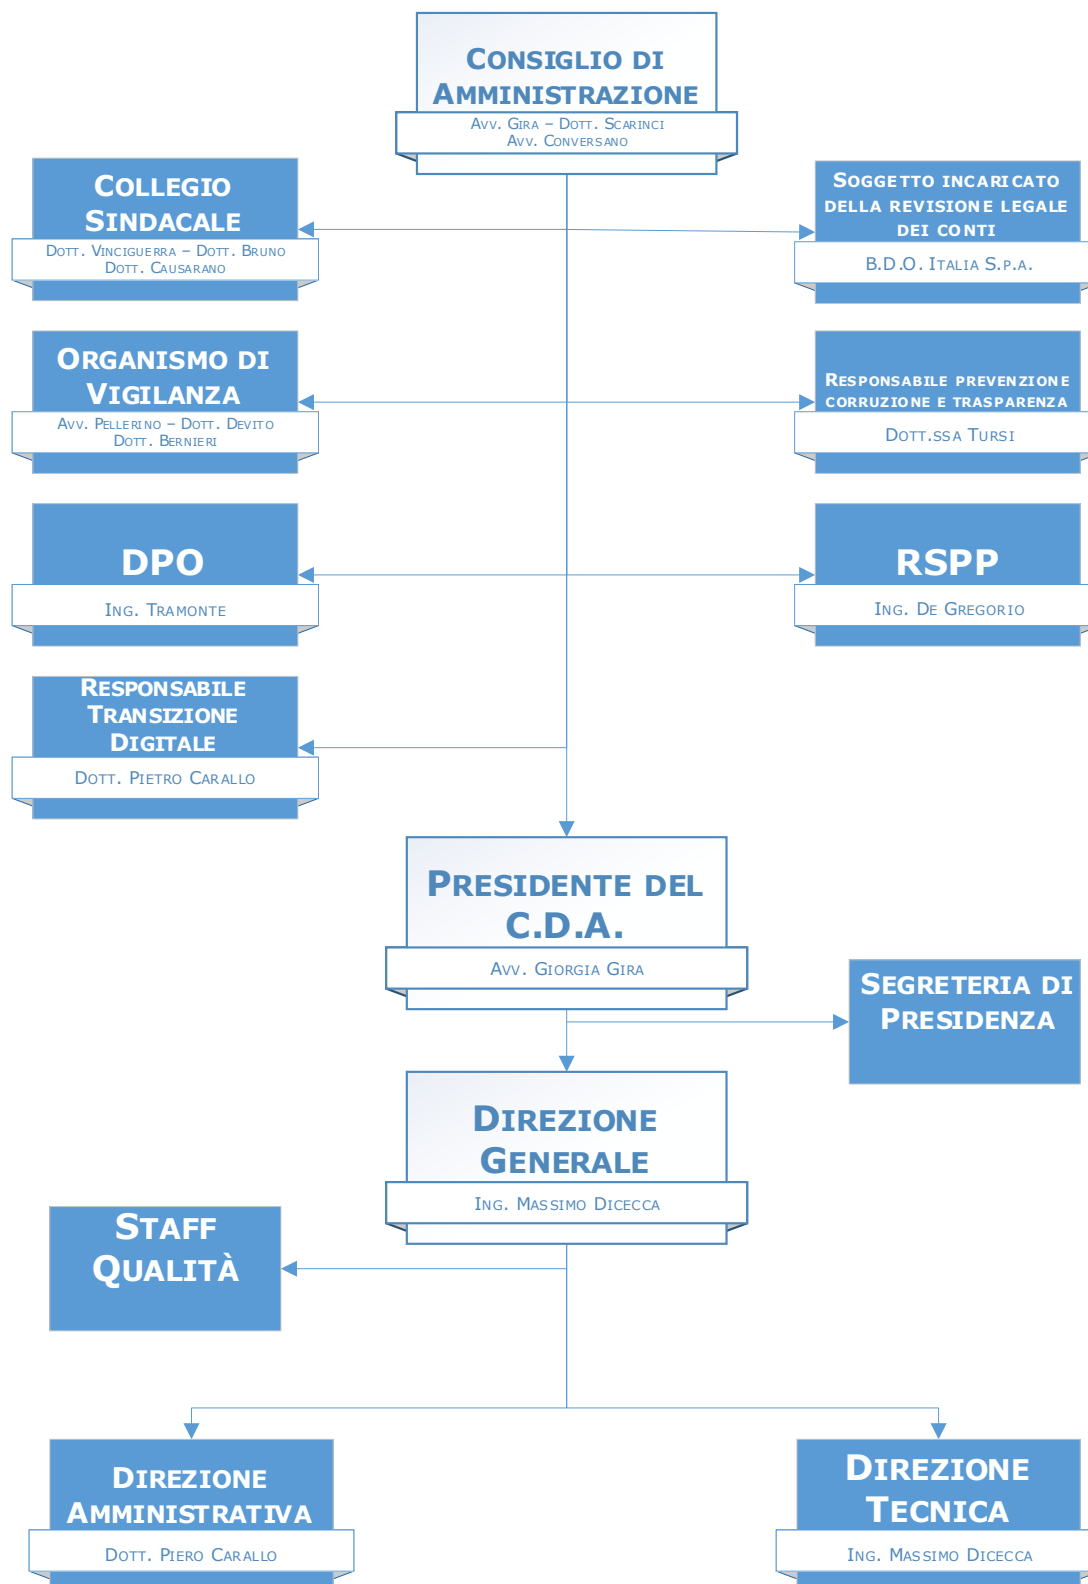 Consiglio di
Amministrazione
Avv. Gira – Dott. Scarinci
Avv. Conversano
Collegio
Sindacale
Dott. Vinciguerra – Dott. Bruno
Dott. Causarano
Soggetto incaricato
della revisione legale
dei conti
B.D.O. Italia S.p.a.
Organismo di
Vigilanza
Avv. Pellerino – Dott. Devito
Dott. Bernieri
Responsabile prevenzione
corruzione e trasparenza
Dott.ssa Tursi
DPO
Ing. Tramonte
RSPP
Ing. De Gregorio
Responsabile
Transizione
Digitale
Dott. Pietro Carallo
Presidente del
C.D.A.
Avv. Giorgia Gira
Segreteria di
Presidenza
Direzione
Generale
Ing. Massimo Dicecca
Staff
Qualità
Direzione
Amministrativa
Dott. Piero Carallo
Direzione
Tecnica
Ing. Massimo Dicecca